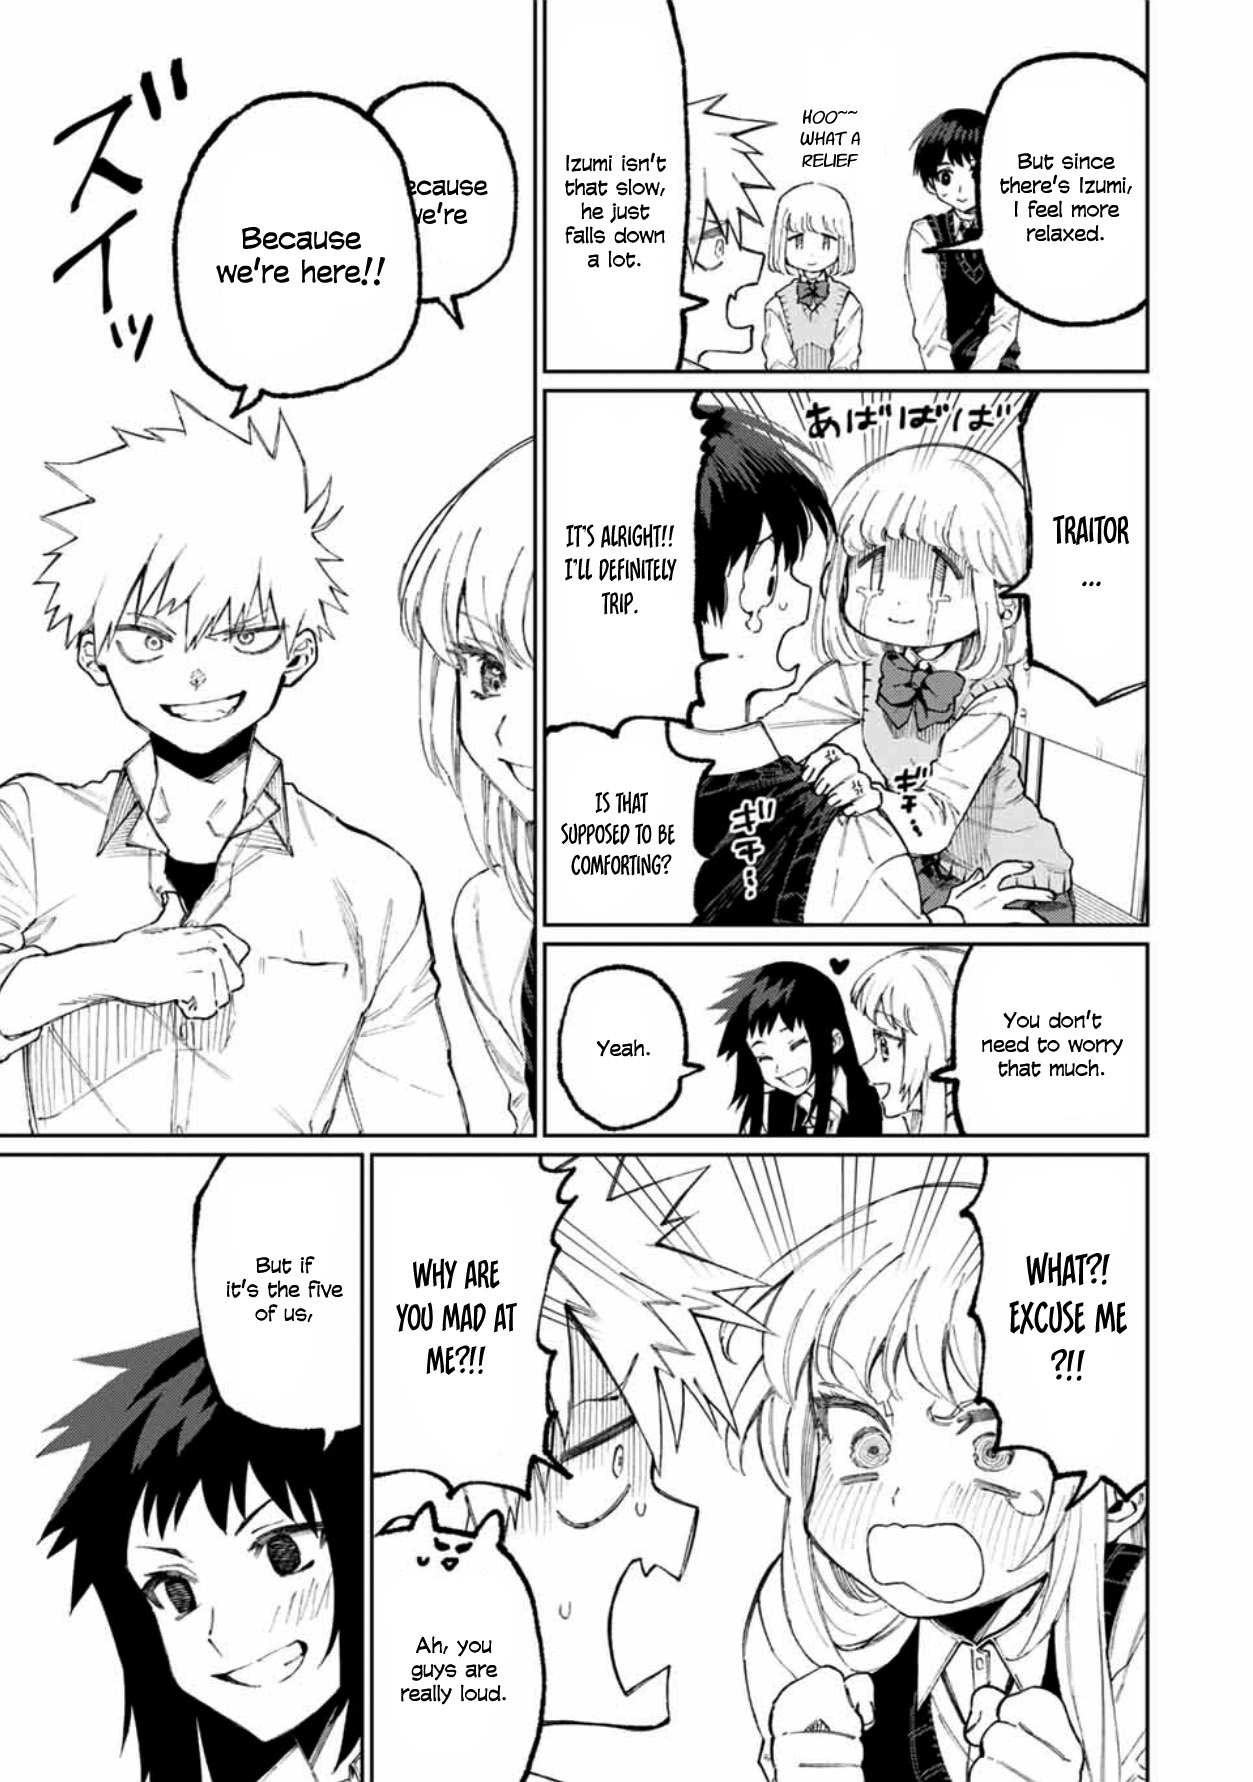 But since
there's Izumi,
I feel more
relaxed.
HOO~~
WHAT A
RELIEF
Izumi isn't
that slow,
he just
falls down
a lot.
あばばば
TRAITOR
...
IT'S ALRIGHT!!
I'LL DEFINITELY
TRIP.
ギチ…
ギチ…
IS THAT
SUPPOSED TO BE
COMFORTING?
You don't
need to worry
that much.
Yeah.
WHAT?!
EXCUSE ME
?!!
WHY ARE
YOU MAD AT
ME?!!
Ah, you
guys are
really loud.
But if
it's the five
of us,
ecause
we're
Because
we're here!!
ズイッ